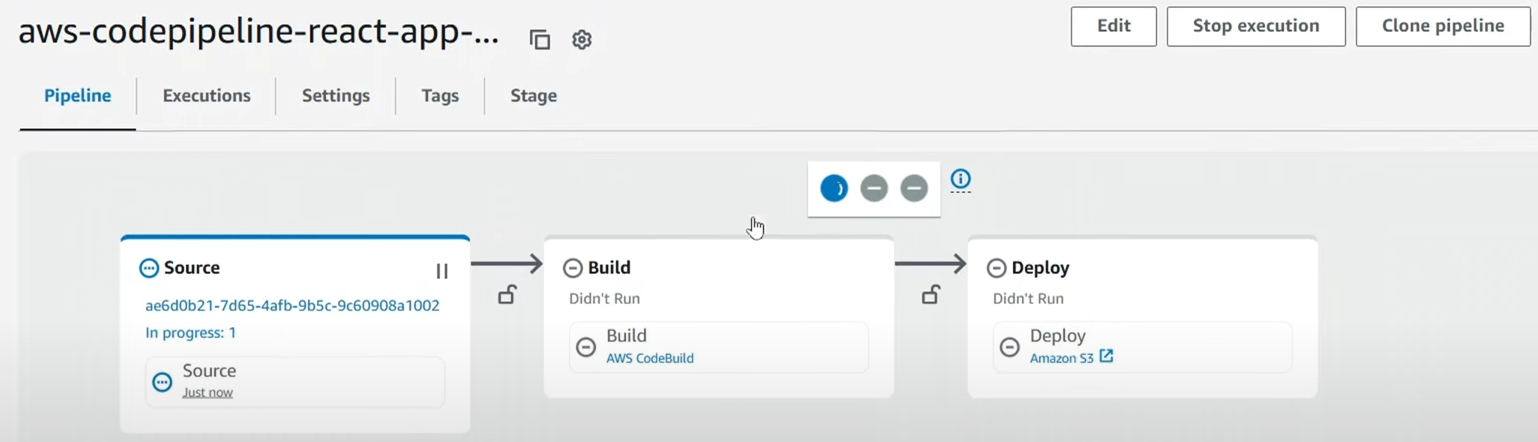 aws-codepipeline-react-app-...
Edit
Stop execution
Clone pipeline
Pipeline
Executions
Settings
Tags
Stage
Source
ae6d0b21-7d65-4afb-9b5c-9c60908a1002
In progress: 1
Source
Just now
Build
Didn't Run
Build
AWS CodeBuild
Deploy
Didn't Run
Deploy
Amazon S3